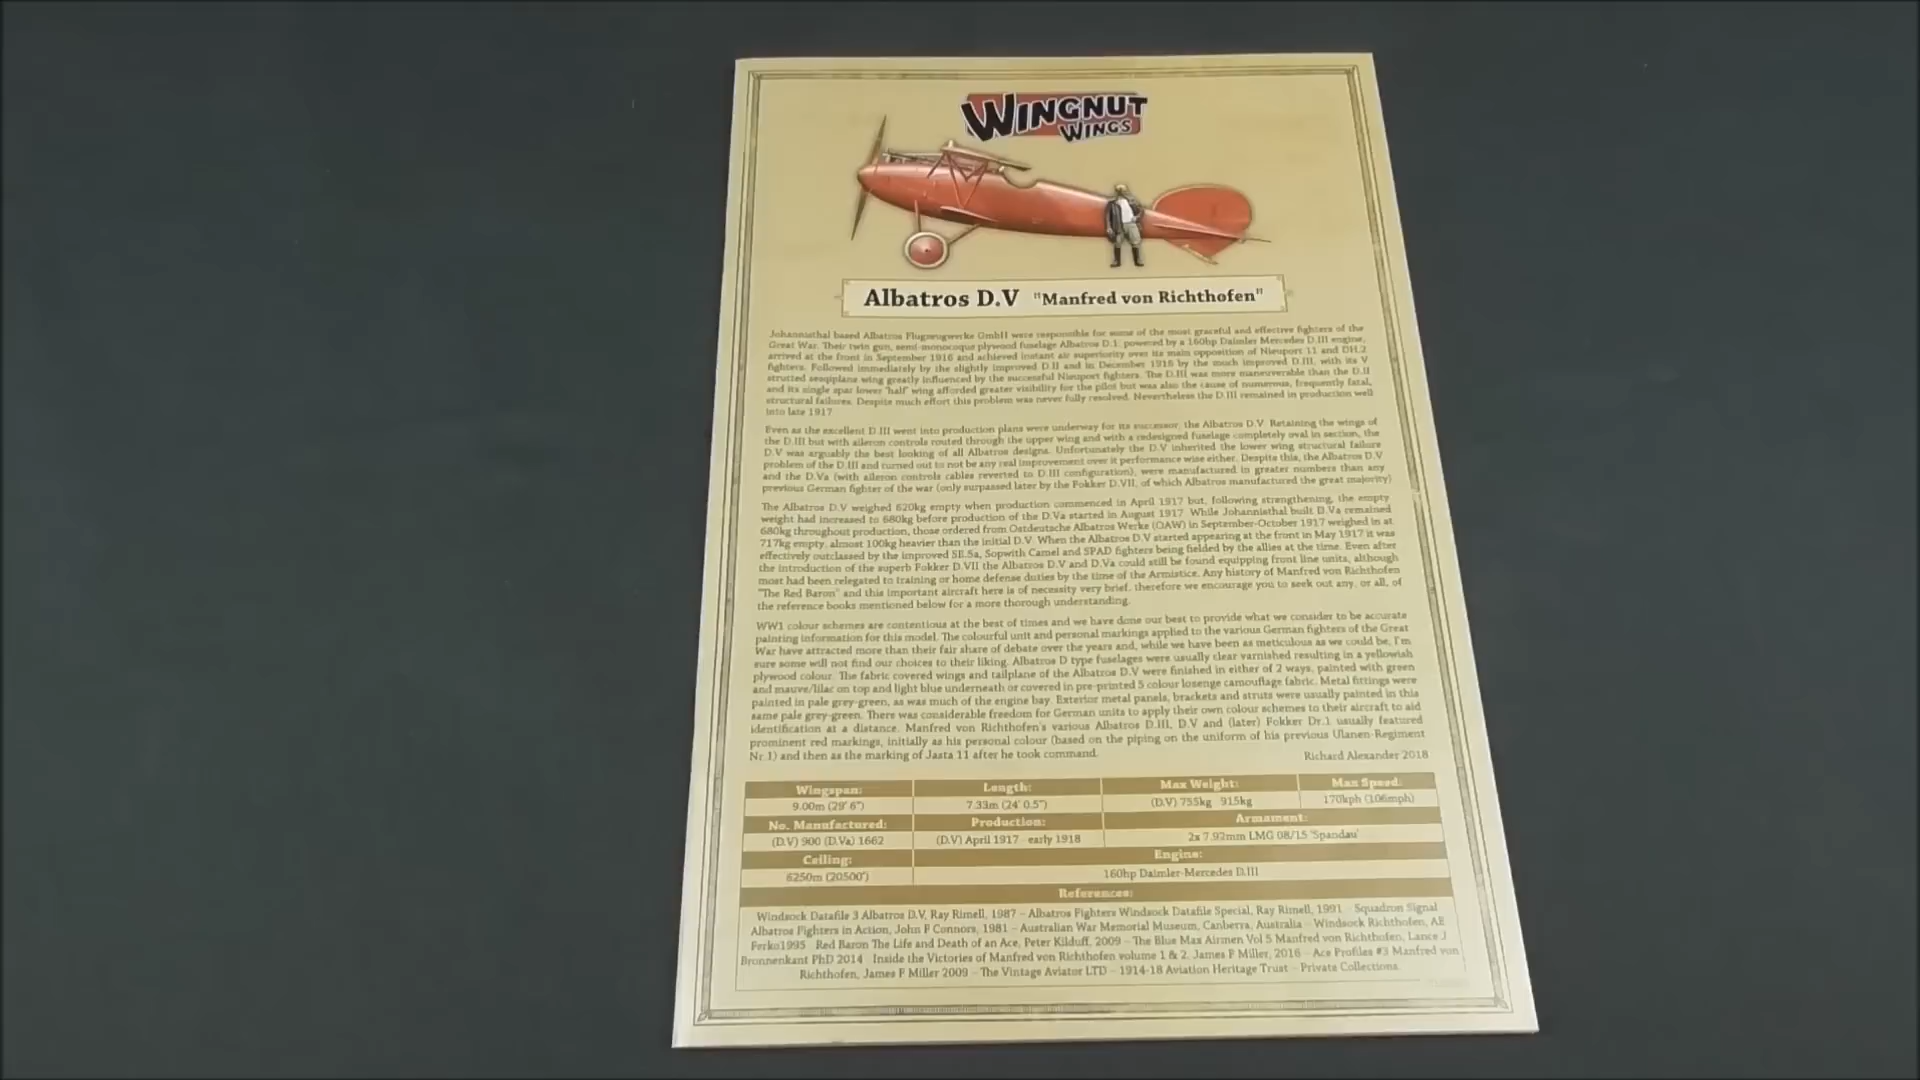 WINGNUT
WINGS
Albatros D.V "Manfred von Richthofen"
Johannisthal based Albatros Flugzeugwerke GmbH were responsible for some of the most graceful and effective fighters of the
Great War. Their twin gun, semi-monocoque plywood fuselage Albatros D.I, powered by a 160hp Daimler Mercedes D.III engine,
arrived at the front in September 1916 and achieved instant air superiority over its main opposition of Nieuport 11 and DH.2
fighters. Followed immediately by the slightly improved D.II and in December 1916 by the much improved D.III, with its V
strutted sesqiplane wing greatly influenced by the successful Nieuport fighters. The D.III was more maneuverable than the D.II
and its single spar lower 'half' wing afforded greater visibility for the pilot but was also the cause of numerous, frequently fatal,
structural failures. Despite much effort this problem was never fully resolved. Nevertheless the D.III remained in production well
into late 1917
Even as the excellent D.III went into production plans were underway for its successor, the Albatros D.V. Retaining the wings of
the D.III but with aileron controls routed through the upper wing and with a redesigned fuselage completely oval in section, the
D.V was arguably the best looking of all Albatros designs. Unfortunately the D.V inherited the lower wing structural failure
problem of the D.III and turned out to not be any real improvement over it performance wise either. Despite this, the Albatros D.V
and the D.Va (with aileron controls cables reverted to D.III configuration), were manufactured in greater numbers than any
previous German fighter of the war (only surpassed later by the Fokker D.VII, of which Albatros manufactured the great majority)
The Albatros D.V weighed 620kg empty when production commenced in April 1917 but, following strengthening, the empty
weight had increased to 680kg before production of the D.Va started in August 1917. While Johannisthal built D.Va remained
680kg throughout production, those ordered from Ostdeutsche Albatros Werke (OAW) in September-October 1917 weighed in at
717kg empty, almost 100kg heavier than the initial D.V. When the Albatros D.V started appearing at the front in May 1917 it was
effectively outclassed by the improved SE.5a, Sopwith Camel and SPAD fighters being fielded by the allies at the time. Even after
the introduction of the superb Fokker D.VII the Albatros D.V and D.Va could still be found equipping front line units, although
most had been relegated to training or home defense duties by the time of the Armistice. Any history of Manfred von Richthofen
"The Red Baron" and this important aircraft here is of necessity very brief, therefore we encourage you to seek out any, or all, of
the reference books mentioned below for a more thorough understanding.
WW1 colour schemes are contentious at the best of times and we have done our best to provide what we consider to be accurate
painting information for this model. The colourful unit and personal markings applied to the various German fighters of the Great
War have attracted more than their fair share of debate over the years and, while we have been as meticulous as we could be, I'm
sure some will not find our choices to their liking. Albatros D type fuselages were usually clear varnished resulting in a yellowish
plywood colour. The fabric covered wings and tailplane of the Albatros D.V were finished in either of 2 ways, painted with green
and mauve/lilac on top and light blue underneath or covered in pre-printed 5 colour lozenge camouflage fabric. Metal fittings were
painted in pale grey-green, as was much of the engine bay. Exterior metal panels, brackets and struts were usually painted in this
same pale grey-green. There was considerable freedom for German units to apply their own colour schemes to their aircraft to aid
identification at a distance. Manfred von Richthofen's various Albatros D.III, D.V and (later) Fokker Dr.1 usually featured
prominent red markings, initially as his personal colour (based on the piping on the uniform of his previous Ulanen-Regiment
Nr.1) and then as the marking of Jasta 11 after he took command.
Richard Alexander 2018
Wingspan: Length: Max Weight: Max Speed:
9.00m (29' 6") 7.33m (24' 0.5") (D.V) 755kg 915kg 170kph (106mph)
No. Manufactured: Production: Armament:
(D.V) 900 (D.Va) 1662 (D.V) April 1917 - early 1918 2x 7.92mm LMG 08/15 'Spandau'
Ceiling: Engine:
6250m (20500') 160hp Daimler-Mercedes D.III
References:
Windsock Datafile 3 Albatros D.V, Ray Rimell, 1987 – Albatros Fighters Windsock Datafile Special, Ray Rimell, 1991 – Squadron Signal
Albatros Fighters in Action, John F Connors, 1981 – Australian War Memorial Museum, Canberra, Australia – Windsock Richthofen, AE
Ferko1995 Red Baron The Life and Death of an Ace, Peter Kilduff, 2009 – The Blue Max Airmen Vol 5 Manfred von Richthofen, Lance J
Bronnenkant PhD 2014 Inside the Victories of Manfred von Richthofen volume 1 & 2, James F Miller, 2016 – Ace Profiles #3 Manfred von
Richthofen, James F Miller 2009 – The Vintage Aviator LTD – 1914-18 Aviation Heritage Trust – Private Collections